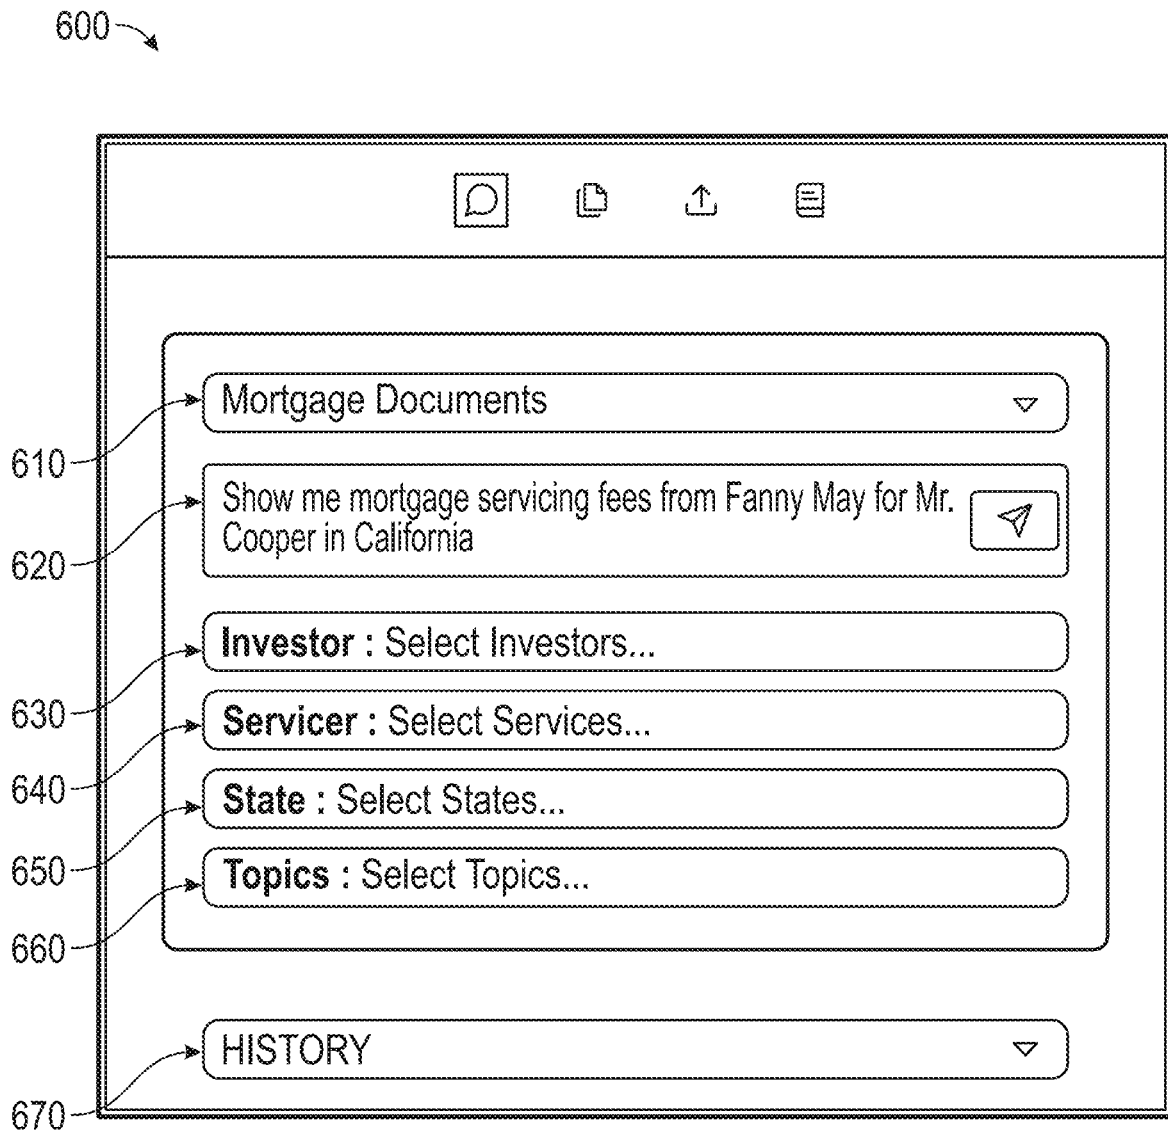 600
Mortgage Documents
610
Show me mortgage servicing fees from Fanny May for Mr.
Cooper in California
620
Investor : Select Investors...
630
Servicer : Select Services...
640
State : Select States...
650
Topics : Select Topics...
660
HISTORY
670